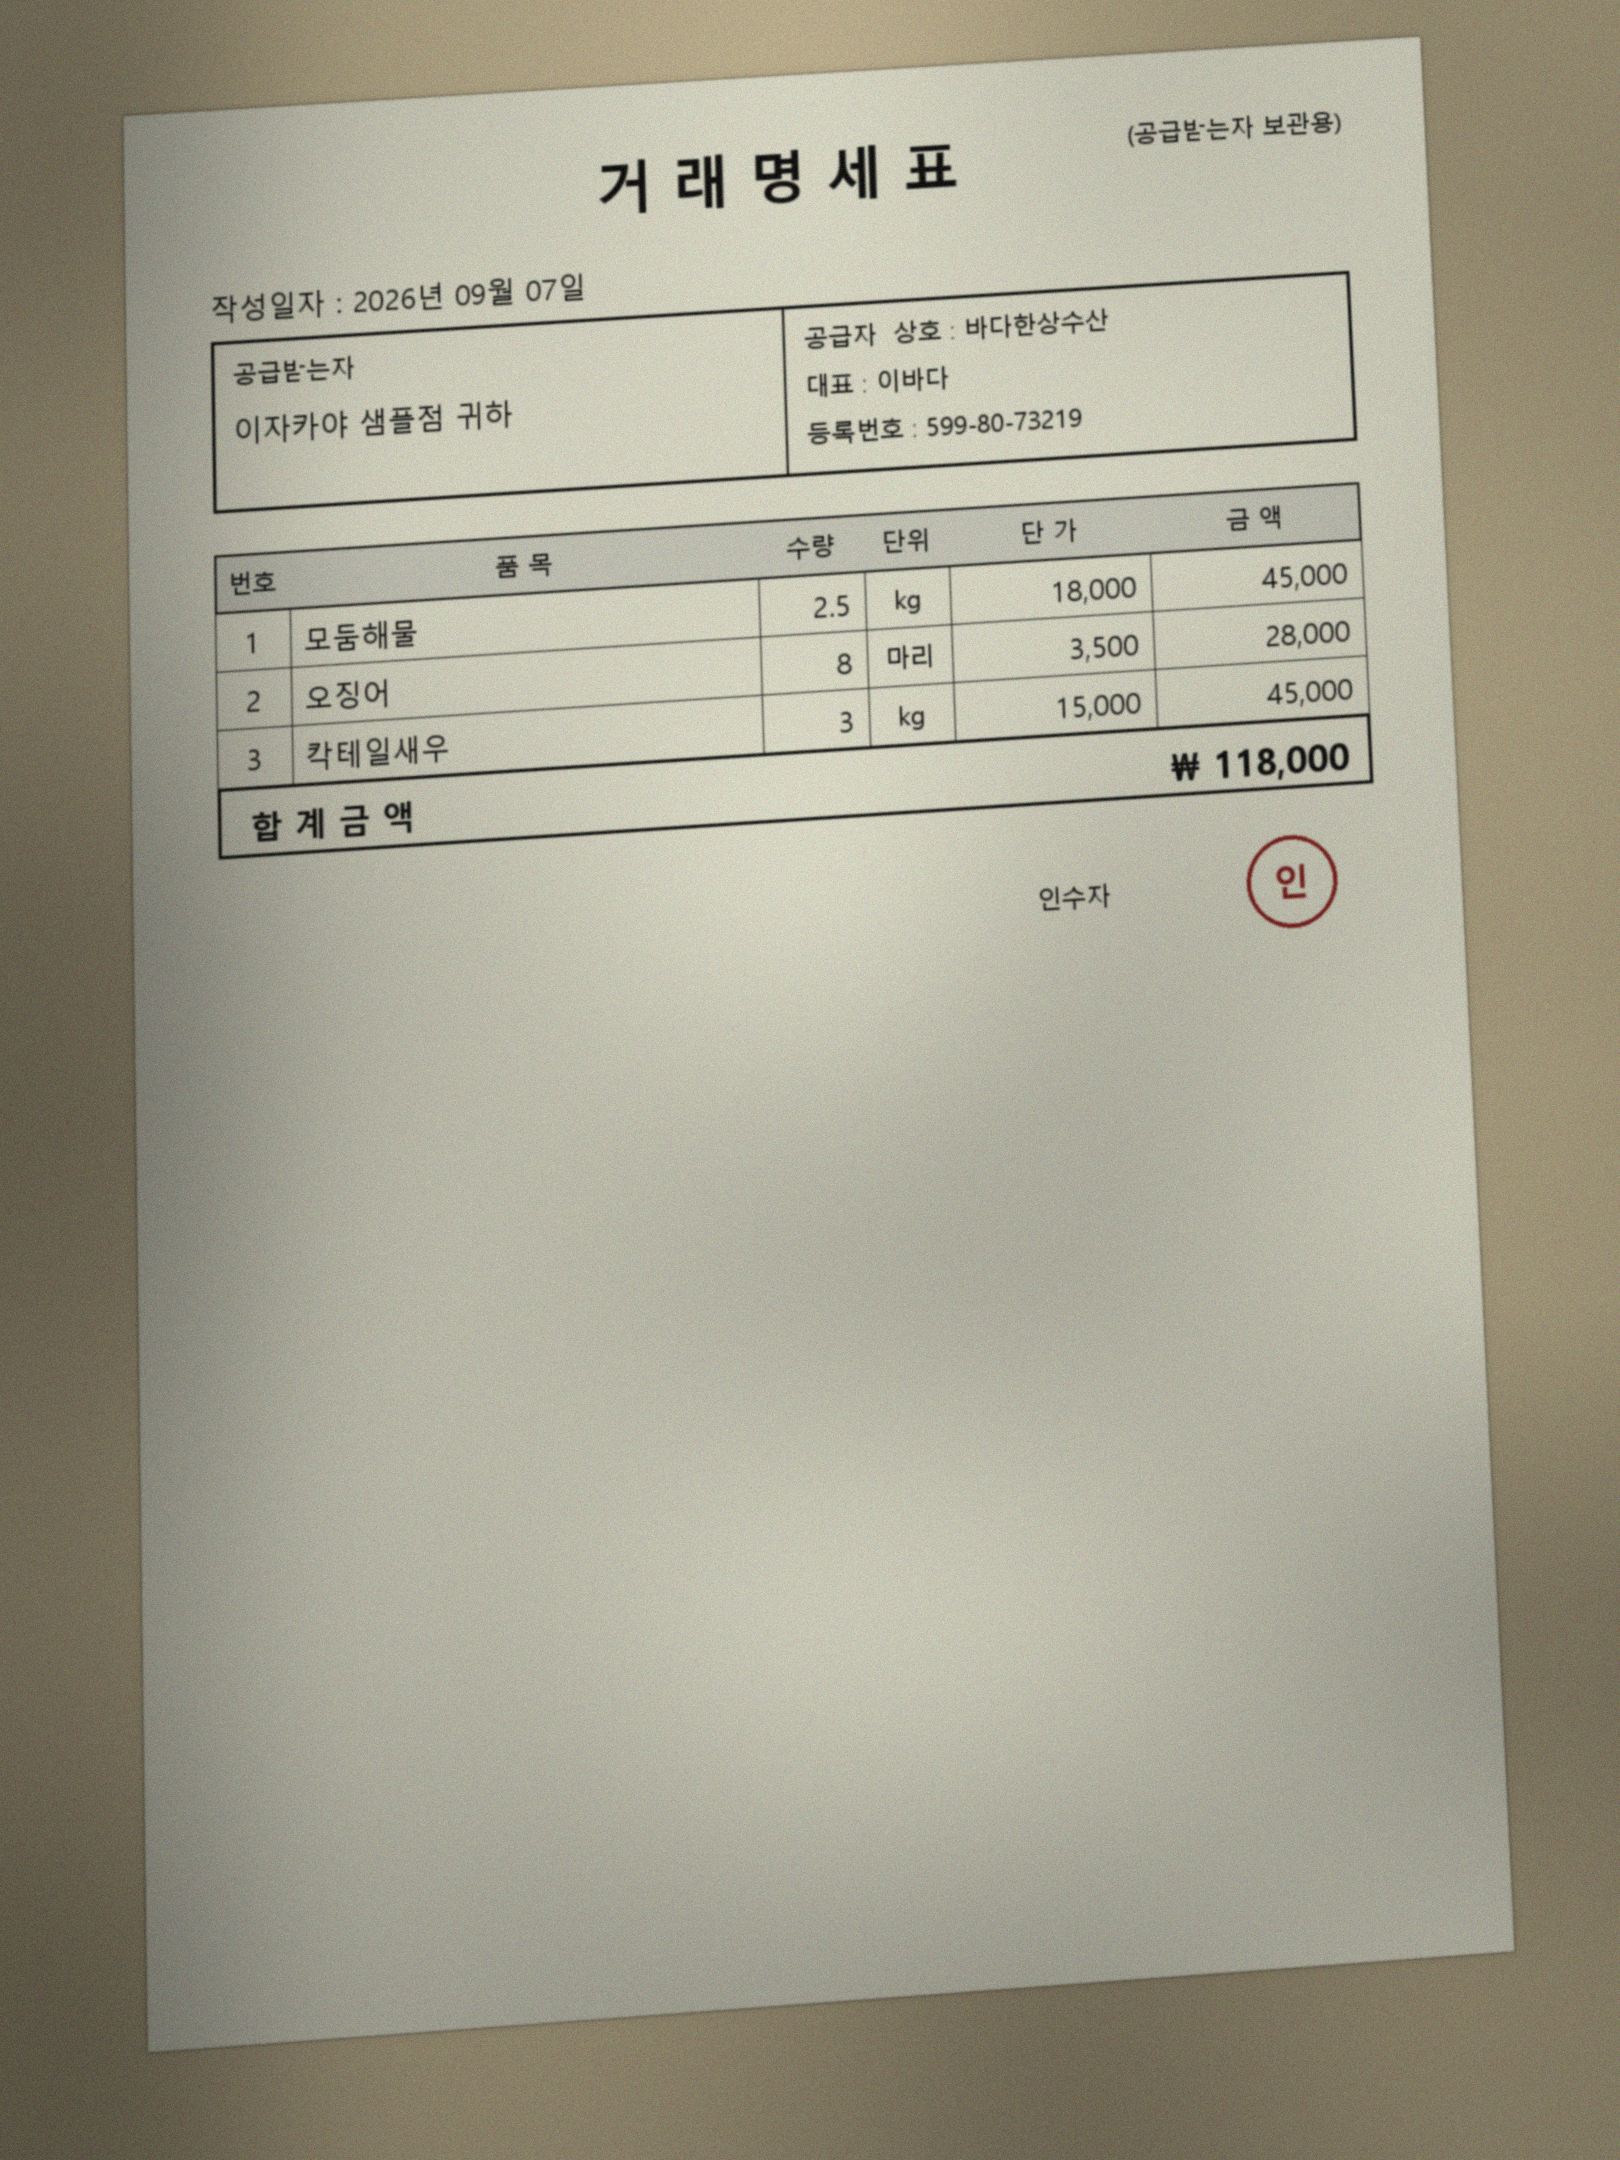 (공급받는자 보관용)
거 래 명 세 표
작성일자 : 2026년 09월 07일
공급받는자
이자카야 샘플점 귀하
공급자 상호 : 바다한상수산
대표 : 이바다
등록번호 : 599-80-73219
번호 품 목 수량 단위 단 가 금 액
1 모둠해물 2.5 kg 18,000 45,000
2 오징어 8 마리 3,500 28,000
3 칵테일새우 3 kg 15,000 45,000
합 계 금 액 ₩ 118,000
인수자 인